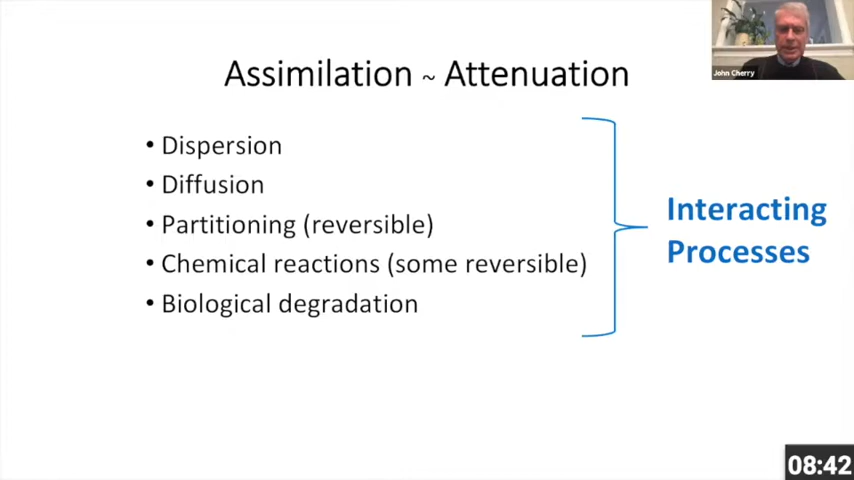 Assimilation ~ Attenuation
• Dispersion
• Diffusion
• Partitioning (reversible)
• Chemical reactions (some reversible)
• Biological degradation
Interacting
Processes
John Cherry
08:42